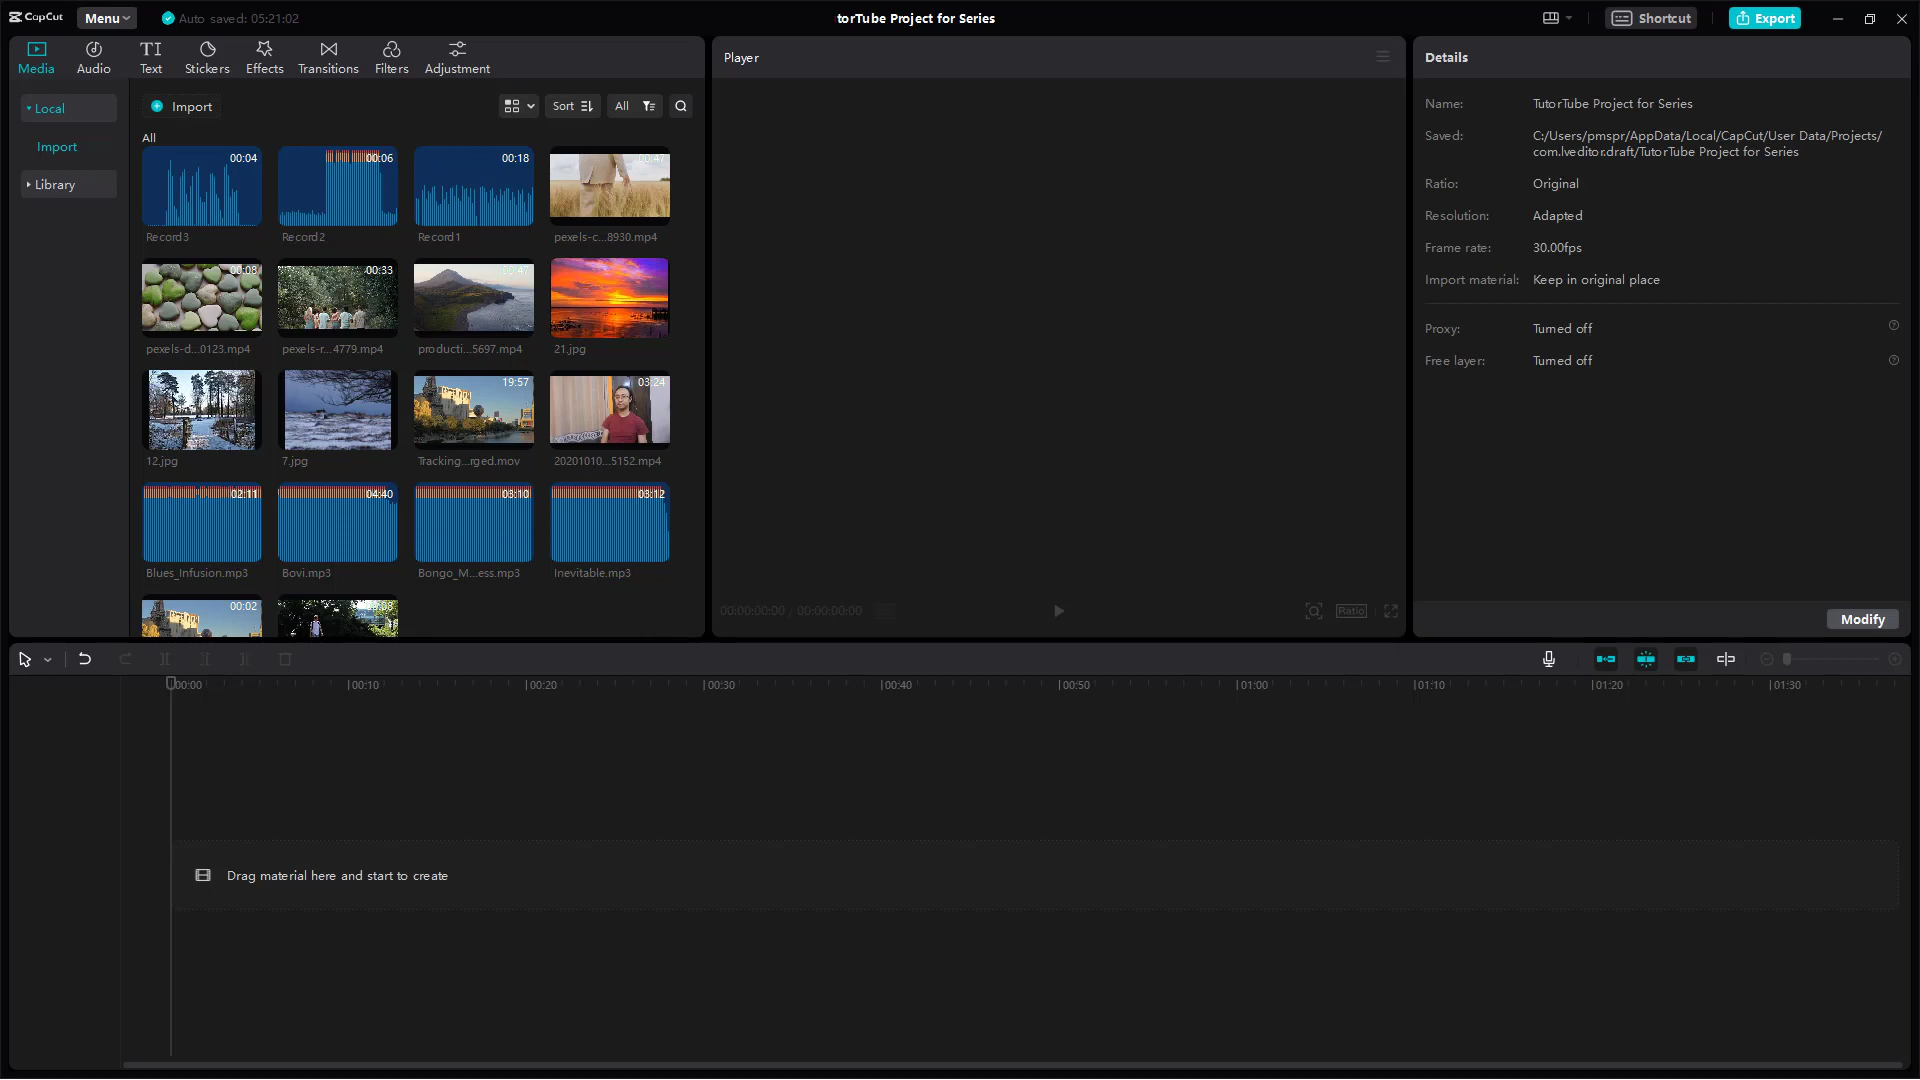 CapCut
Menu
Auto saved: 05:21:02
torTube Project for Series
Shortcut
Export
Media
Audio
Text
Stickers
Effects
Transitions
Filters
Adjustment
Player
Details
Local
Import
Library
Import
Sort
All
All
00:04
Record3
00:06
Record2
00:18
Record1
00:47
pexels-c...8930.mp4
00:08
pexels-d...0123.mp4
00:33
pexels-r...4779.mp4
00:47
producti...5697.mp4
21.jpg
12.jpg
7.jpg
19:57
Tracking...rged.mov
03:24
20201010...5152.mp4
02:11
Blues_Infusion.mp3
04:40
Bovi.mp3
03:10
Bongo_M...ess.mp3
03:12
Inevitable.mp3
00:02
00:08
00:00:00:00 / 00:00:00:00
Ratio
Name: TutorTube Project for Series
Saved: C:/Users/pmspr/AppData/Local/CapCut/User Data/Projects/
com.lveditor.draft/TutorTube Project for Series
Ratio: Original
Resolution: Adapted
Frame rate: 30.00fps
Import material: Keep in original place
Proxy: Turned off
Free layer: Turned off
Modify
00:00
00:10
00:20
00:30
00:40
00:50
01:00
01:10
01:20
01:30
Drag material here and start to create